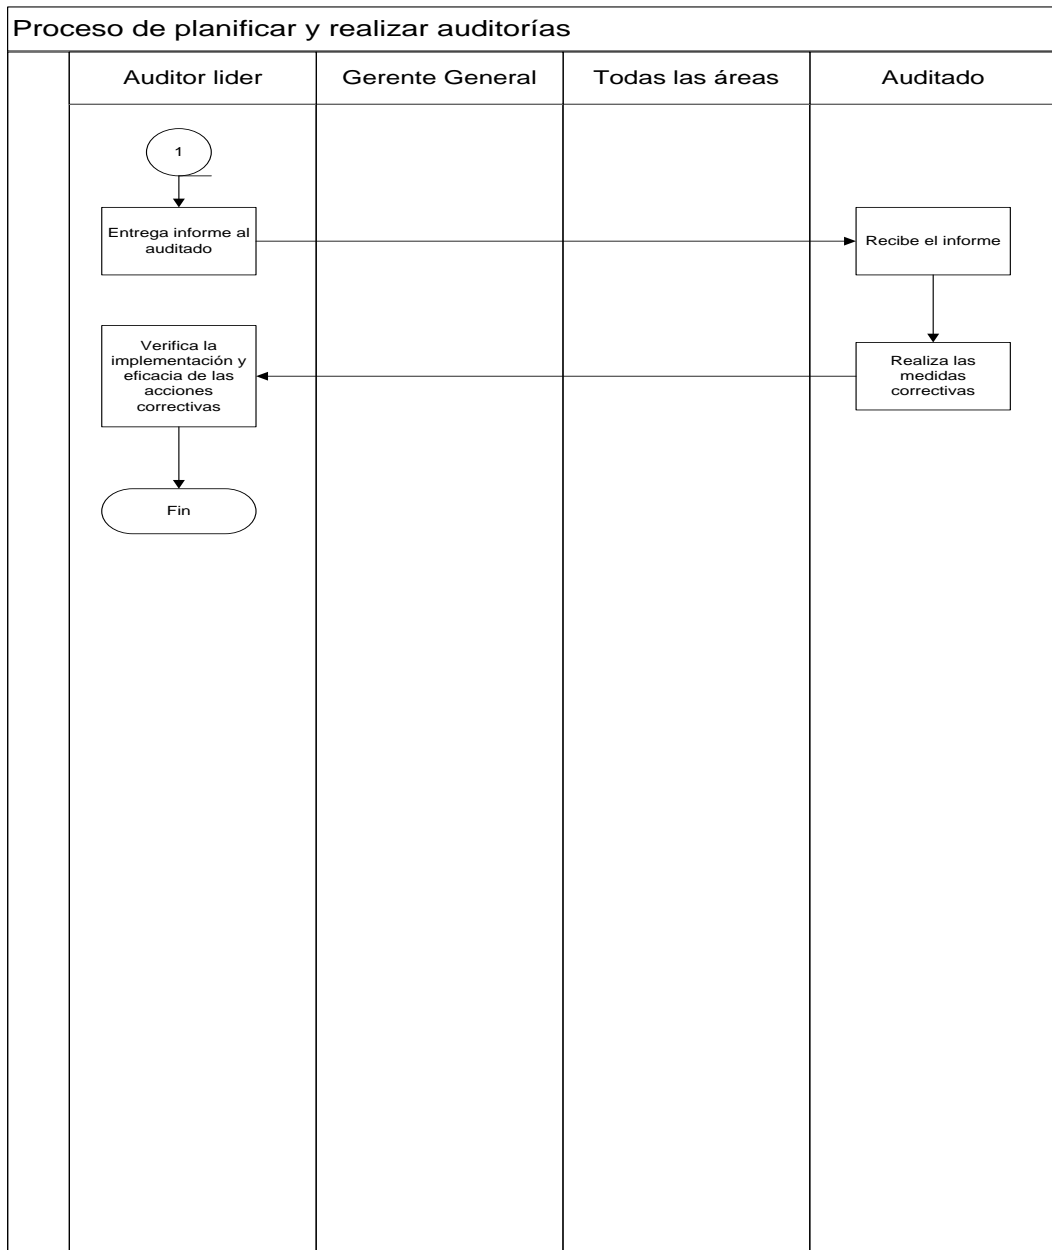 Proceso de planificar y realizar auditorías
Auditor lider
Gerente General
Todas las áreas
Auditado
1
Entrega informe al
auditado
Recibe el informe
Verifica la
implementación y
eficacia de las
acciones
correctivas
Realiza las
medidas
correctivas
Fin